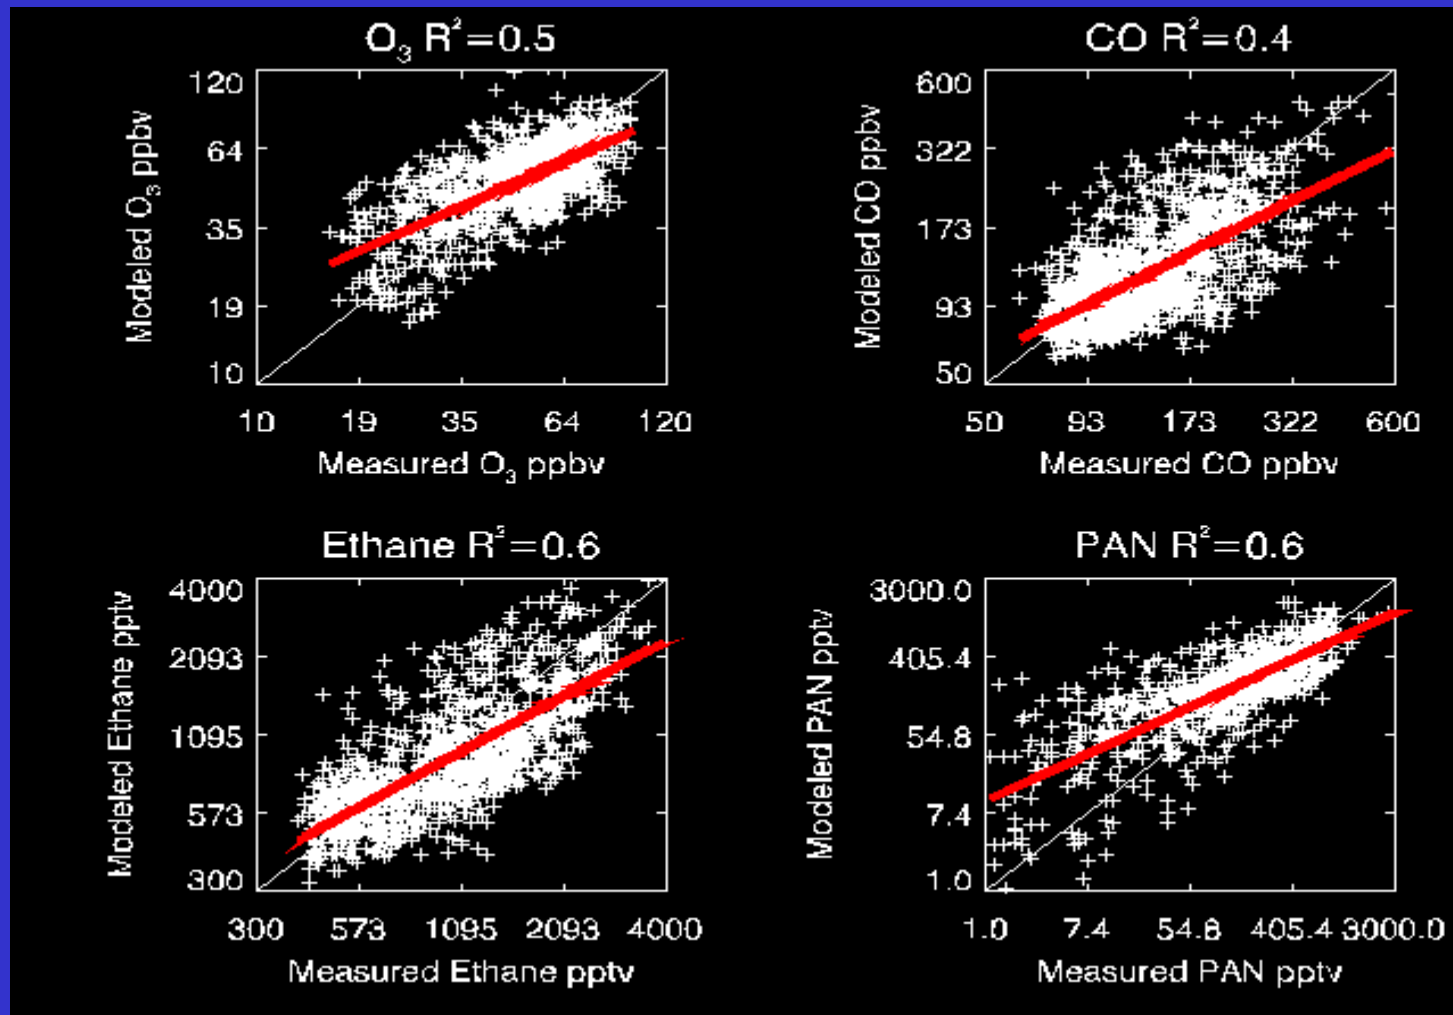 O₃ R²=0.5
Modeled O₃ ppbv
120
64
35
19
10
10 19 35 64 120
Measured O₃ ppbv
CO R²=0.4
Modeled CO ppbv
600
322
173
93
50
50 93 173 322 600
Measured CO ppbv
Ethane R²=0.6
Modeled Ethane pptv
4000
2093
1095
573
300
300 573 1095 2093 4000
Measured Ethane pptv
PAN R²=0.6
Modeled PAN pptv
3000.0
405.4
54.8
7.4
1.0
1.0 7.4 54.8 405.4 3000.0
Measured PAN pptv